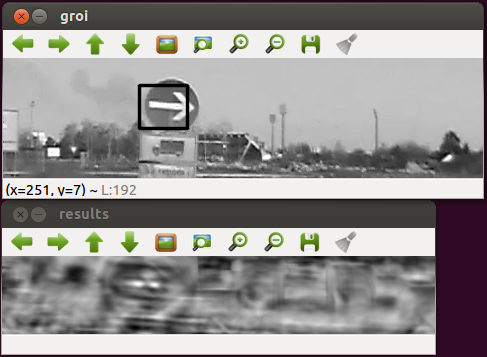 groi
(x=251, y=7) ~ L:192
results